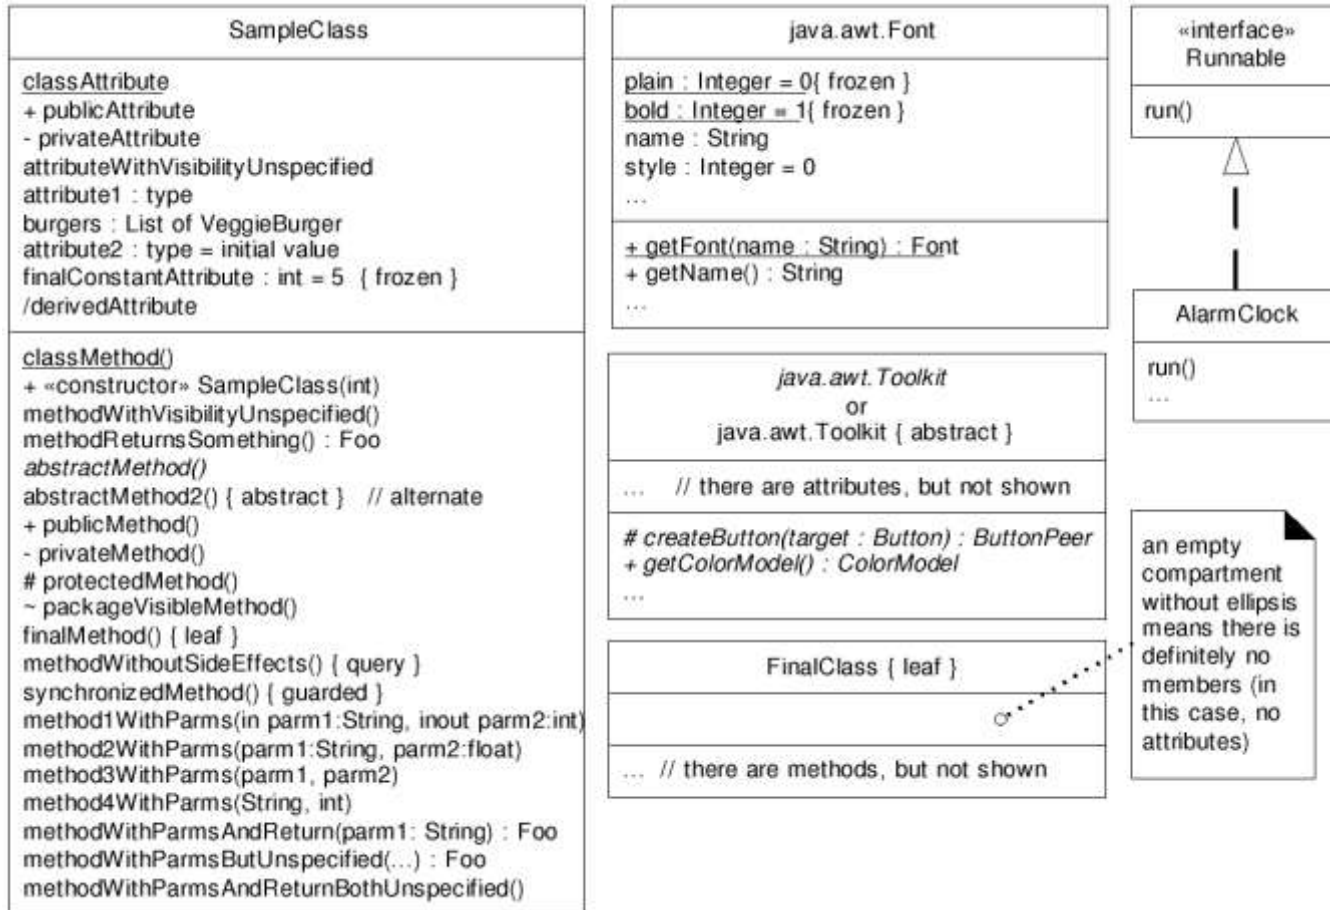 SampleClass
classAttribute
+ publicAttribute
- privateAttribute
attributeWithVisibilityUnspecified
attribute1 : type
burgers : List of VeggieBurger
attribute2 : type = initial value
finalConstantAttribute : int = 5 { frozen }
/derivedAttribute
classMethod()
+ «constructor» SampleClass(int)
methodWithVisibilityUnspecified()
methodReturnsSomething() : Foo
abstractMethod()
abstractMethod2() { abstract } // alternate
+ publicMethod()
- privateMethod()
# protectedMethod()
~ packageVisibleMethod()
finalMethod() { leaf }
methodWithoutSideEffects() { query }
synchronizedMethod() { guarded }
method1WithParms(in parm1:String, inout parm2:int)
method2WithParms(parm1:String, parm2:float)
method3WithParms(parm1, parm2)
method4WithParms(String, int)
methodWithParmsAndReturn(parm1: String) : Foo
methodWithParmsButUnspecified(...) : Foo
methodWithParmsAndReturnBothUnspecified()
java.awt.Font
plain : Integer = 0{ frozen }
bold : Integer = 1{ frozen }
name : String
style : Integer = 0
...
+ getFont(name : String) : Font
+ getName() : String
...
java.awt.Toolkit
or
java.awt.Toolkit { abstract }
... // there are attributes, but not shown
# createButton(target : Button) : ButtonPeer
+ getColorModel() : ColorModel
...
FinalClass { leaf }
... // there are methods, but not shown
«interface»
Runnable
run()
AlarmClock
run()
...
an empty
compartment
without ellipsis
means there is
definitely no
members (in
this case, no
attributes)